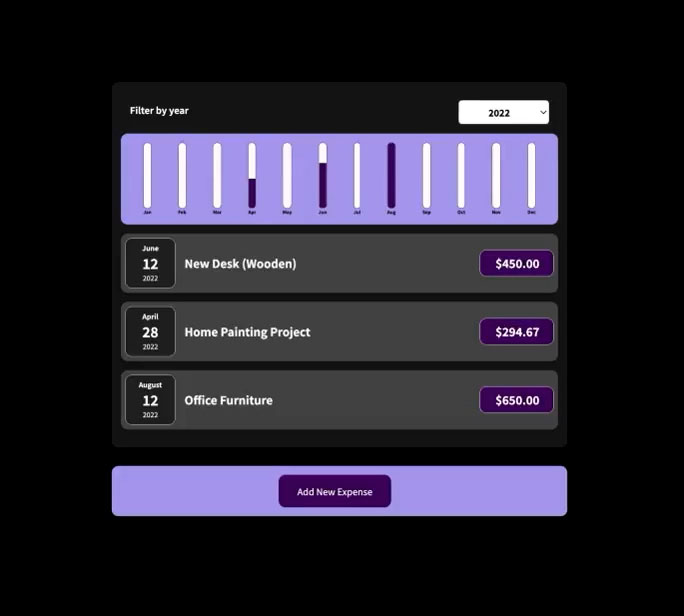 Filter by year
2022
Jan Feb Mar Apr May Jun Jul Aug Sep Oct Nov Dec
June
12
2022
New Desk (Wooden)
$450.00
April
28
2022
Home Painting Project
$294.67
August
12
2022
Office Furniture
$650.00
Add New Expense